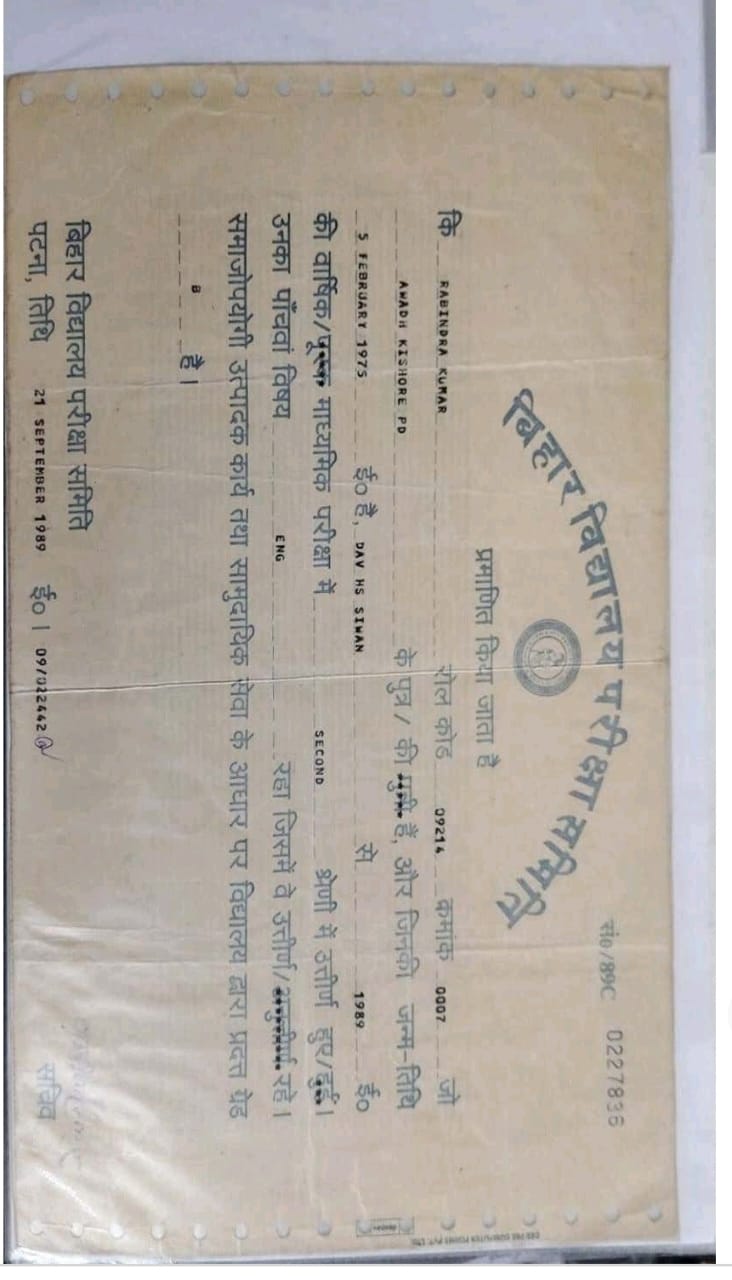 सं०/89C 0227836
बिहार विद्यालय परीक्षा समिति
प्रमाणित किया जाता है
कि RABINDRA KUMAR रोल कोड 09214 क्रमांक 0007 जो
AWADH KISHORE PD के पुत्र / की पुत्री हैं, और जिनकी जन्म-तिथि
5 FEBRUARY 1975 ई० है, DAV HS SIWAN से 1989 ई०
की वार्षिक/पूरक माध्यमिक परीक्षा में SECOND श्रेणी में उत्तीर्ण हुए/हुई।
उनका पाँचवां विषय ENG रहा जिसमें वे उत्तीर्ण/अनुत्तीर्ण रहे।
समाजोपयोगी उत्पादक कार्य तथा सामुदायिक सेवा के आधार पर विद्यालय द्वारा प्रदत्त ग्रेड
B है।
बिहार विद्यालय परीक्षा समिति
पटना, तिथि 21 SEPTEMBER 1989 ई०। 09/022442
सचिव